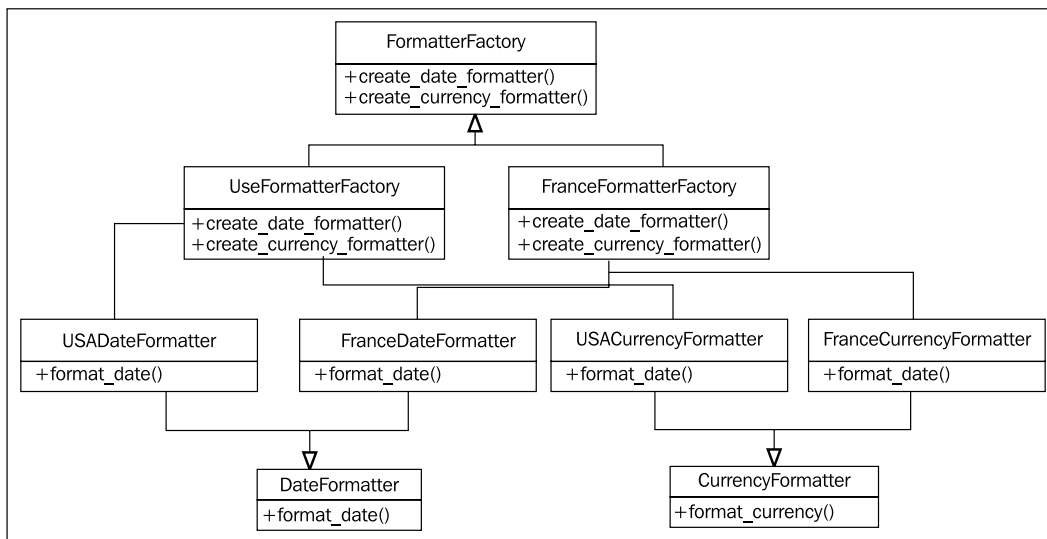 FormatterFactory
+create_date_formatter()
+create_currency_formatter()
UseFormatterFactory
+create_date_formatter()
+create_currency_formatter()
FranceFormatterFactory
+create_date_formatter()
+create_currency_formatter()
USADateFormatter
+format_date()
FranceDateFormatter
+format_date()
USACurrencyFormatter
+format_date()
FranceCurrencyFormatter
+format_date()
DateFormatter
+format_date()
CurrencyFormatter
+format_currency()